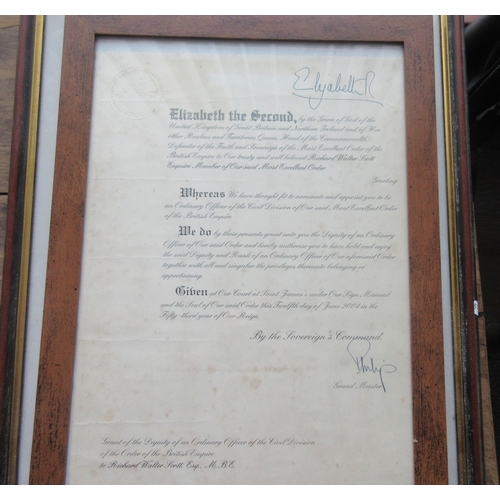 Elizabeth R
Elizabeth the Second, by the Grace of God of the
United Kingdom of Great Britain and Northern Ireland and of Her
other Realms and Territories Queen, Head of the Commonwealth,
Defender of the Faith and Sovereign of the Most Excellent Order of the
British Empire to Our trusty and well beloved Richard Walter Scott
Esquire Member of Our said Most Excellent Order
Greeting
Whereas We have thought fit to nominate and appoint you to be
an Ordinary Officer of the Civil Division of Our said Most Excellent Order
of the British Empire
We do by these presents grant unto you the Dignity of an Ordinary
Officer of Our said Order and hereby authorise you to have hold and enjoy
the said Dignity and Rank of an Ordinary Officer of Our aforesaid Order
together with all and singular the privileges thereunto belonging or
appertaining.
Given at Our Court at Saint James's under Our Sign Manual
and the Seal of Our said Order this Twelfth day of June 2004 in the
Fifty-third year of Our Reign.
By the Sovereign's Command.
Philip
Grand Master
Grant of the Dignity of an Ordinary Officer of the Civil Division
of the Order of the British Empire
to Richard Walter Scott, Esq., M.B.E.